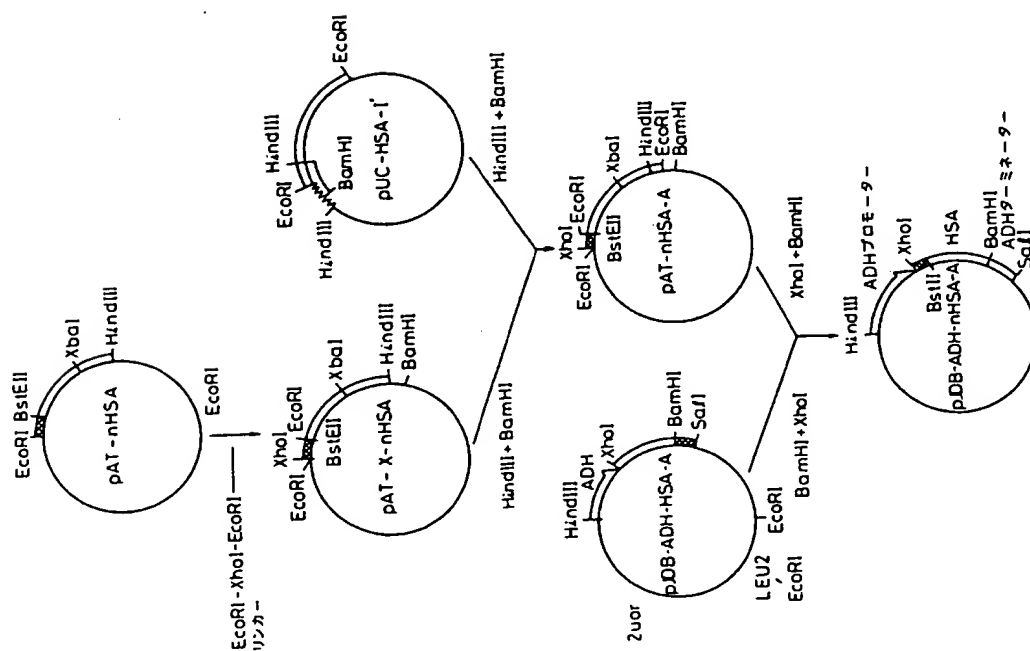 EcoRI
BstEII
XbaI
HindIII
pAT-nHSA
EcoRI
EcoRI-XhoI-EcoRI
リンカー
XhoI
EcoRI
EcoRI
BstEII
XbaI
HindIII
BamHI
pAT-X-nHSA
HindIII+BamHI
HindIII
EcoRI
HindIII
BamHI
EcoRI
pUC-HSA-I'
HindIII+BamHI
XhoI
EcoRI
EcoRI
BstEII
XbaI
HindIII
EcoRI
BamHI
pAT-nHSA-A
XhoI+BamHI
HindIII
ADH
XhoI
BamHI
SalI
pJDB-ADH-HSA-A
2μor
LEU2
EcoRI
EcoRI
BamHI+XhoI
HindIII
ADHプロモーター
XhoI
BstII
HSA
BamHI
ADHターミネーター
SalI
pJDB-ADH-nHSA-A